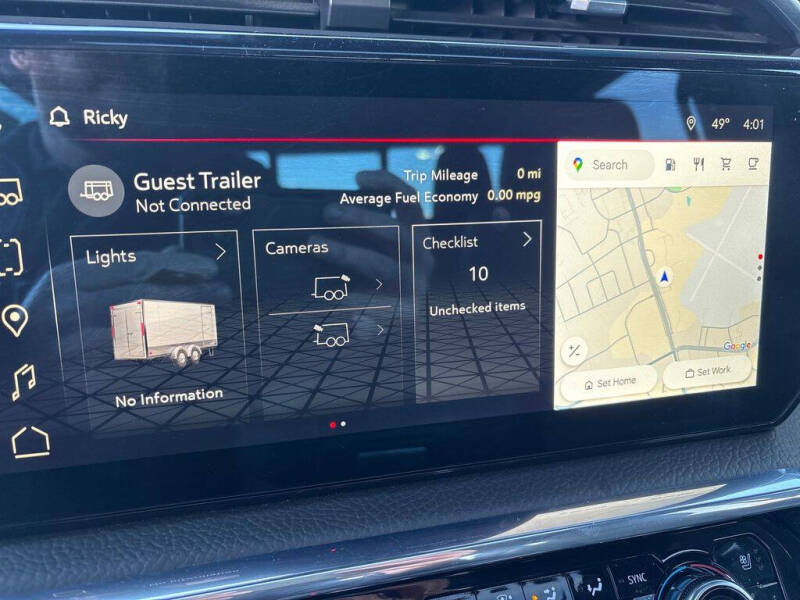 Ricky
49° 4:01
Guest Trailer
Not Connected
Trip Mileage 0 mi
Average Fuel Economy 0.00 mpg
Search
Lights
Cameras
Checklist
10
Unchecked items
No Information
Google
Set Home
Set Work
SYNC